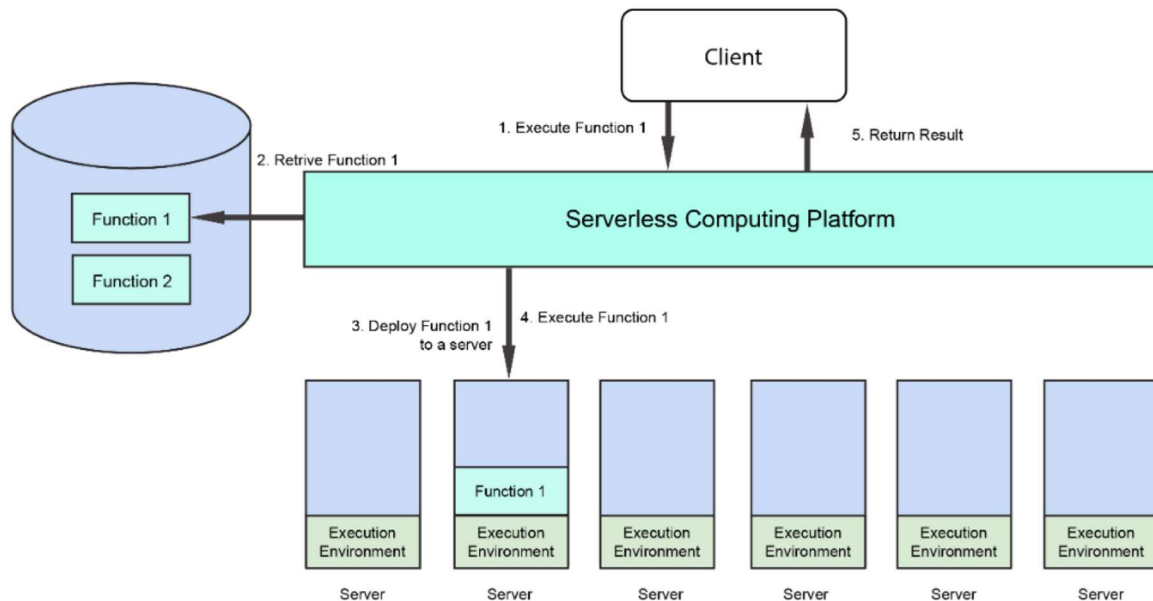 Client
1. Execute Function 1
5. Return Result
2. Retrive Function 1
Function 1
Function 2
Serverless Computing Platform
3. Deploy Function 1
to a server
4. Execute Function 1
Function 1
Execution
Environment
Execution
Environment
Execution
Environment
Execution
Environment
Execution
Environment
Execution
Environment
Server
Server
Server
Server
Server
Server